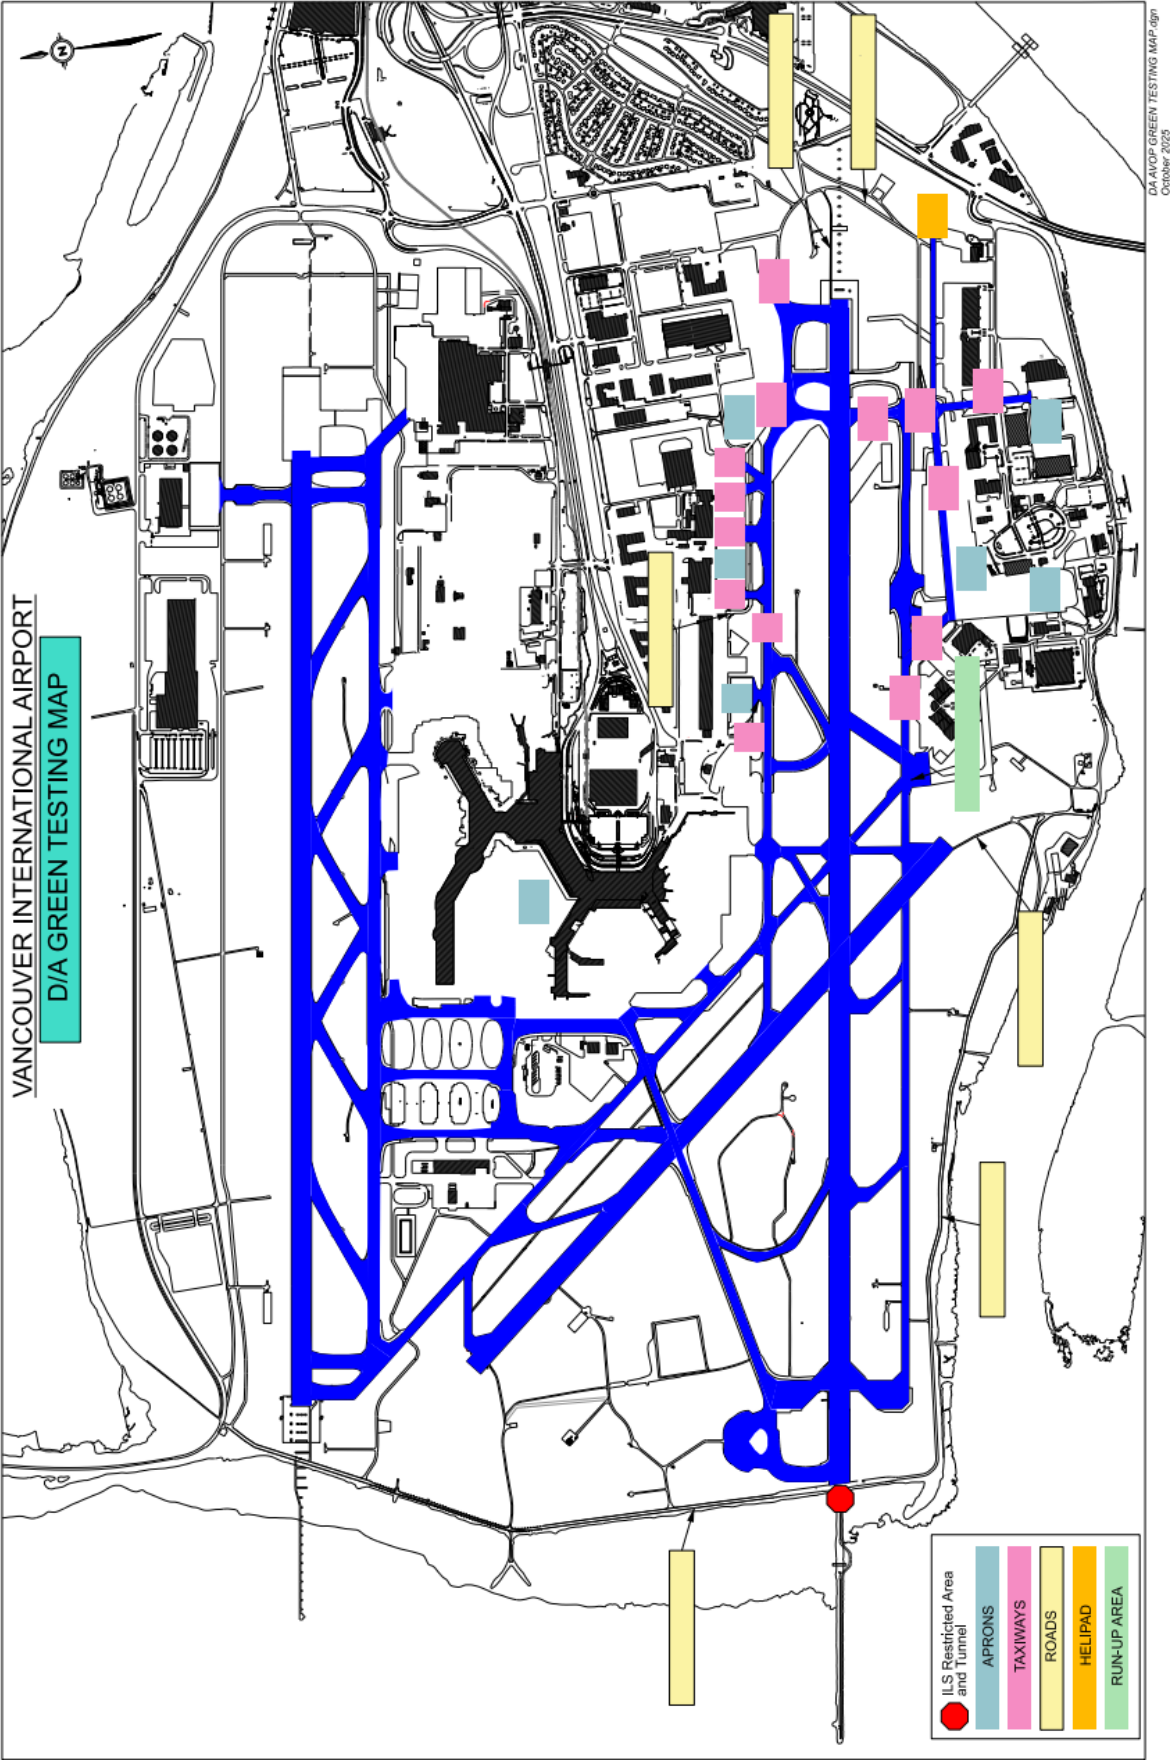 VANCOUVER INTERNATIONAL AIRPORT
D/A GREEN TESTING MAP
N
DA AVOP GREEN TESTING MAP.dgn
October 2025
ILS Restricted Area
and Tunnel
APRONS
TAXIWAYS
ROADS
HELIPAD
RUN-UP AREA